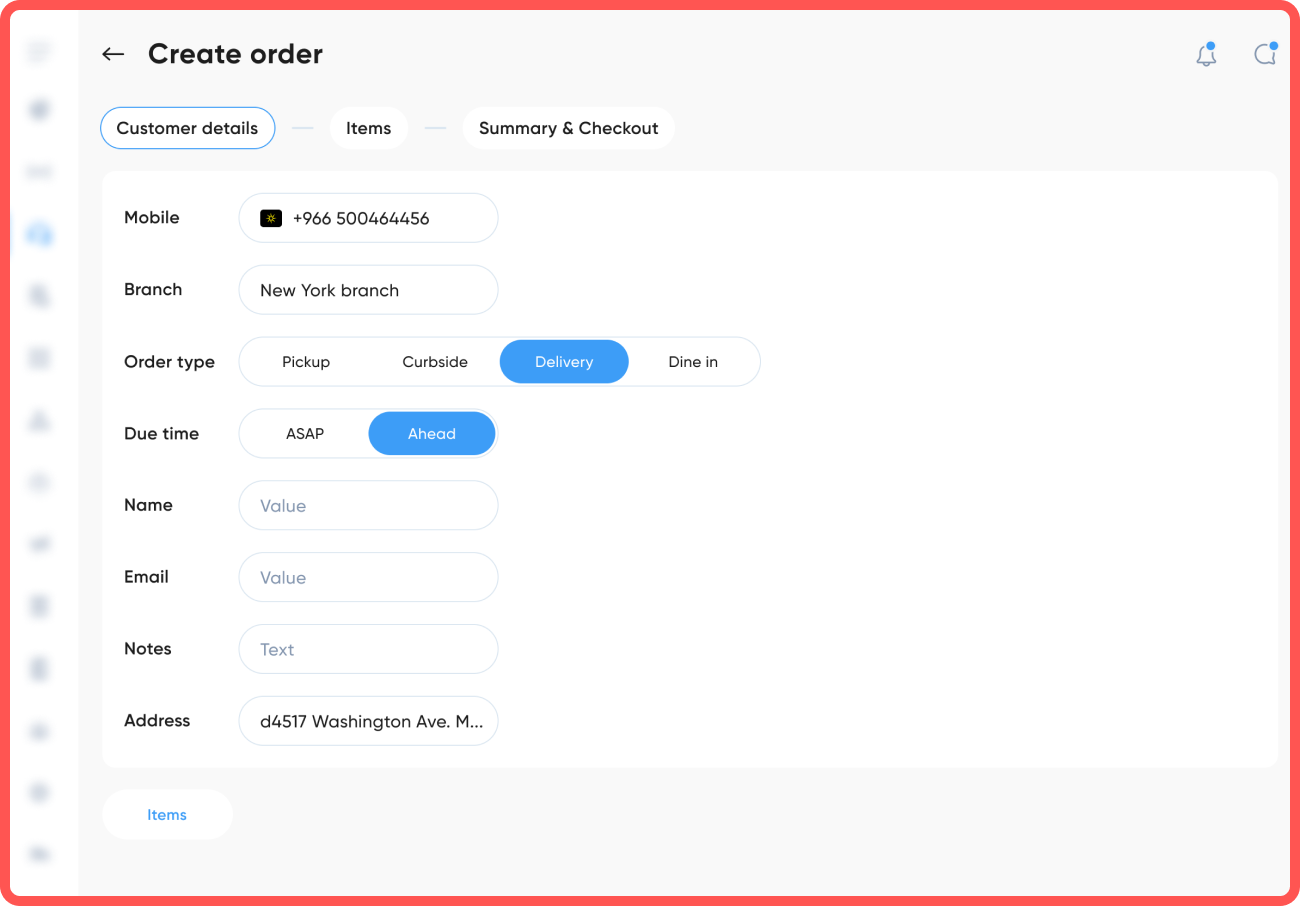 Create order
Customer details
Items
Summary & Checkout
Mobile
+966 500464456
Branch
New York branch
Order type
Pickup
Curbside
Delivery
Dine in
Due time
ASAP
Ahead
Name
Value
Email
Value
Notes
Text
Address
d4517 Washington Ave. M...
Items